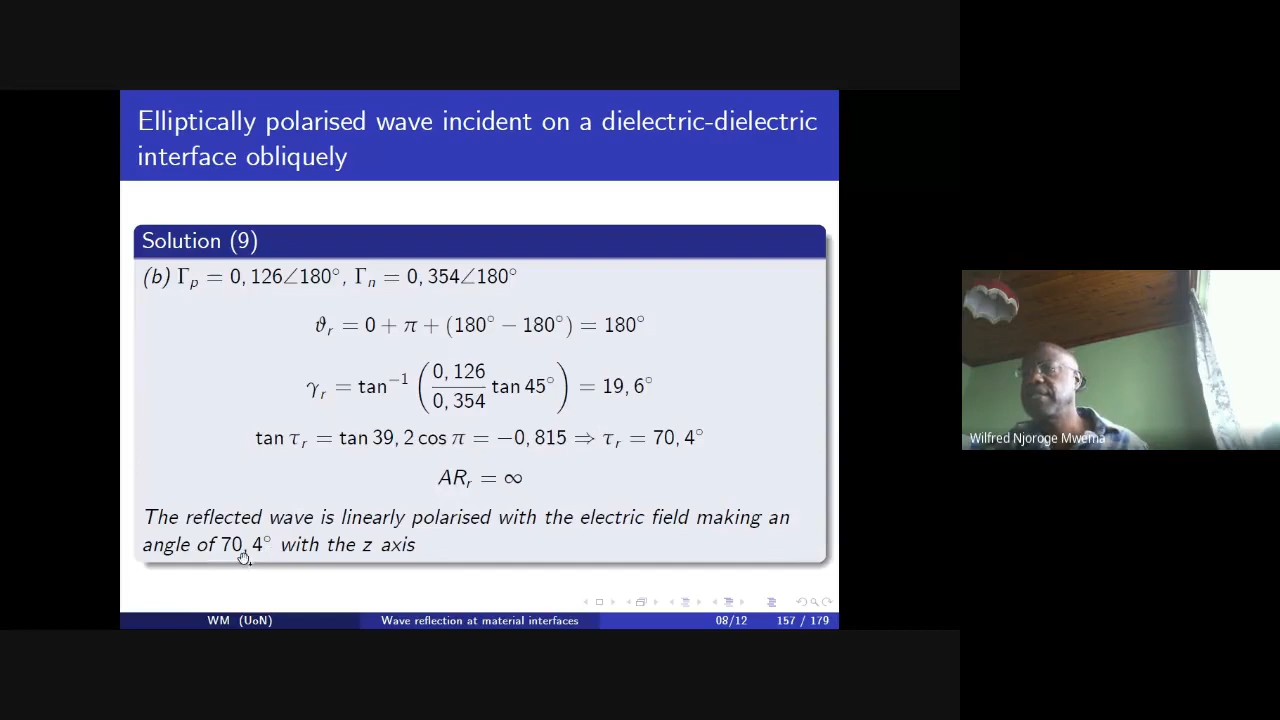 Elliptically polarised wave incident on a dielectric-dielectric
interface obliquely
Solution (9)
(b) Γp = 0, 126∠180°, Γn = 0, 354∠180°
ϑr = 0 + π + (180° − 180°) = 180°
γr = tan⁻¹ (0, 126 / 0, 354 tan 45°) = 19, 6°
tan τr = tan 39, 2 cos π = −0, 815 ⇒ τr = 70, 4°
ARr = ∞
The reflected wave is linearly polarised with the electric field making an
angle of 70, 4° with the z axis
WM (UoN) Wave reflection at material interfaces 08/12 157 / 179
Wilfred Njoroge Mwema